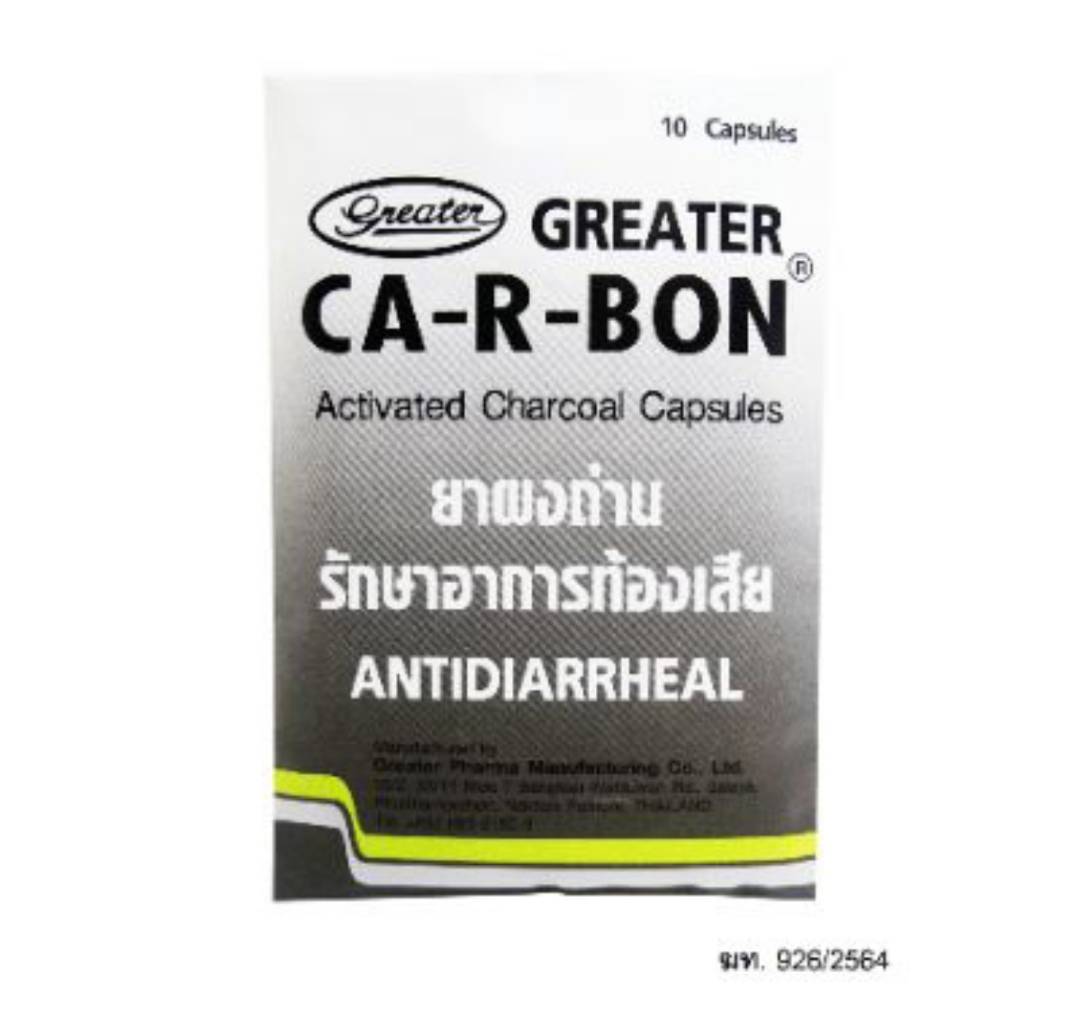 10 Capsules
Greater GREATER
CA-R-BON®
Activated Charcoal Capsules
ยาผงถ่าน
รักษาอาการท้องเสีย
ANTIDIARRHEAL
Manufactured by
Greater Pharma Manufacturing Co., Ltd.
THAILAND
ฆท. 926/2564